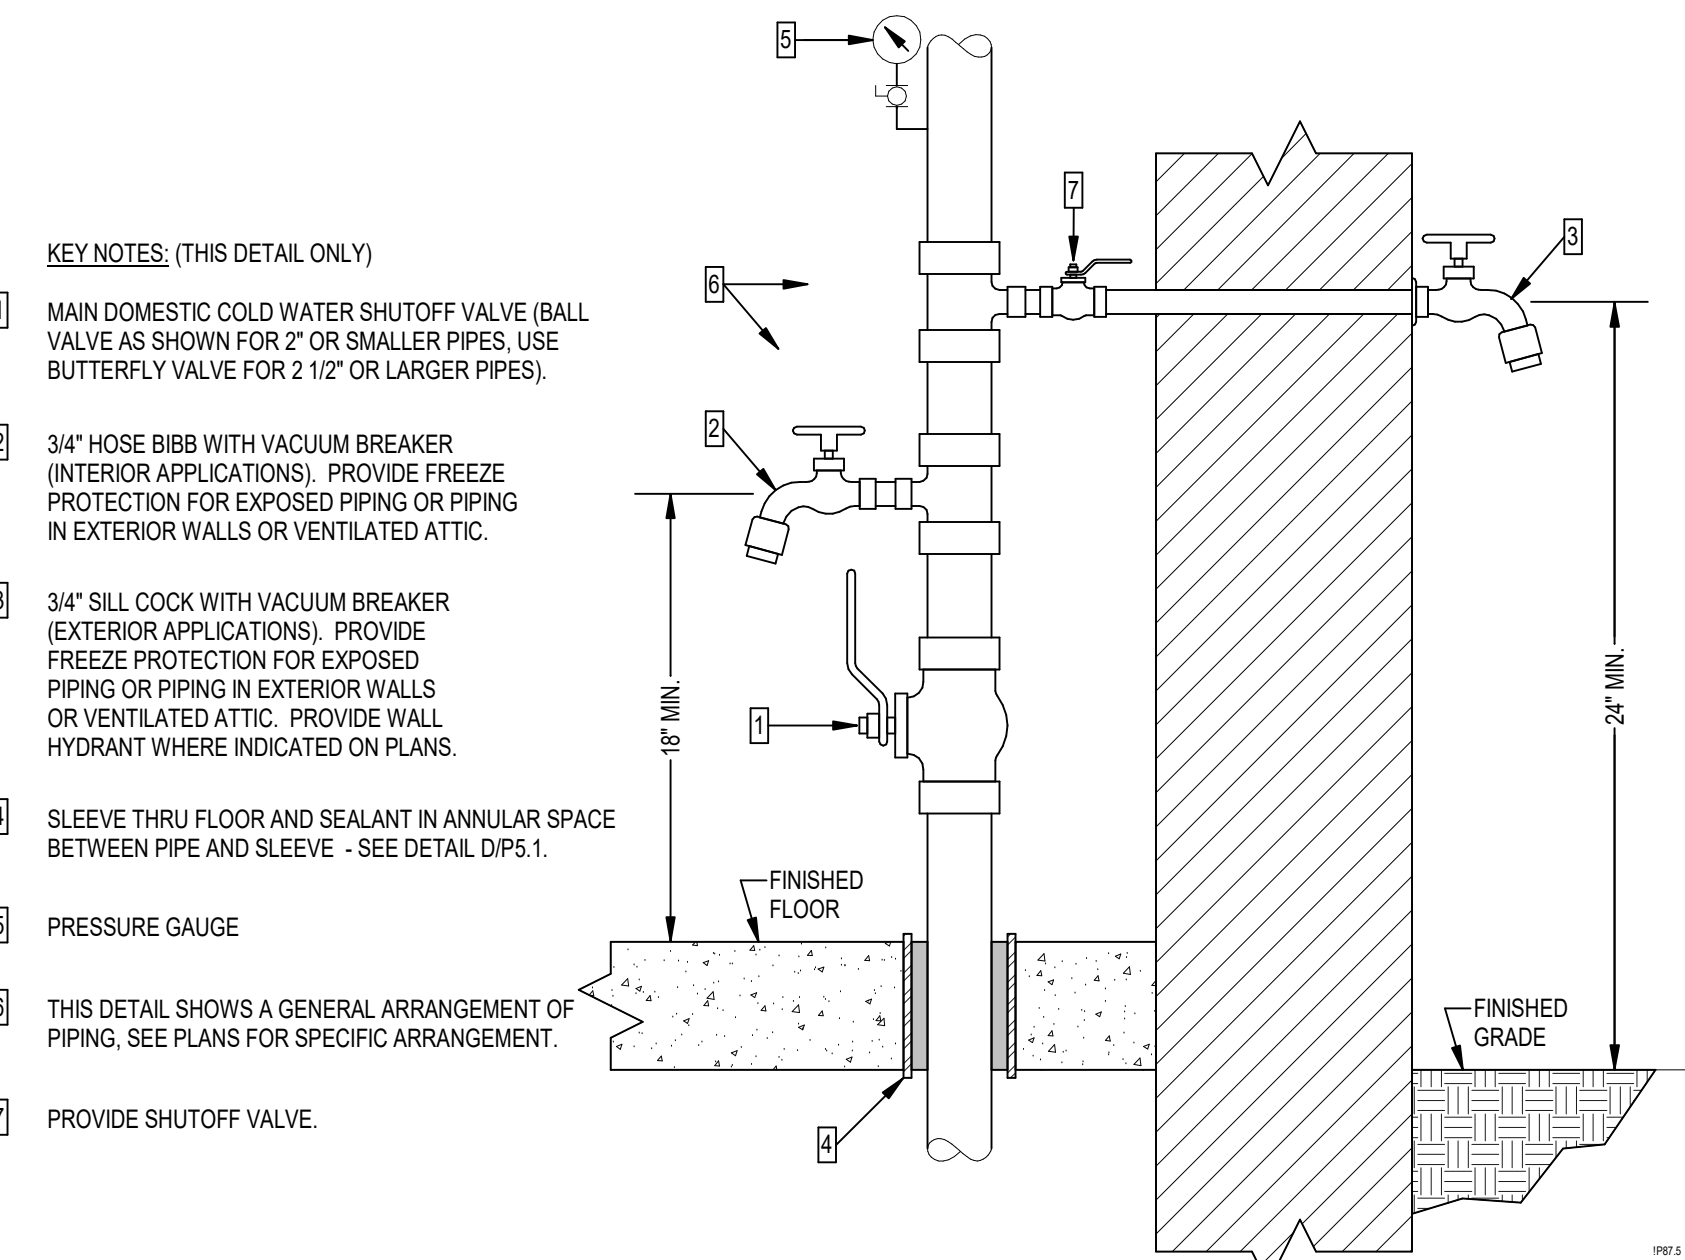 KEY NOTES: (THIS DETAIL ONLY)
1 MAIN DOMESTIC COLD WATER SHUTOFF VALVE (BALL
VALVE AS SHOWN FOR 2" OR SMALLER PIPES, USE
BUTTERFLY VALVE FOR 2 1/2" OR LARGER PIPES).
2 3/4" HOSE BIBB WITH VACUUM BREAKER
(INTERIOR APPLICATIONS). PROVIDE FREEZE
PROTECTION FOR EXPOSED PIPING OR PIPING
IN EXTERIOR WALLS OR VENTILATED ATTIC.
3 3/4" SILL COCK WITH VACUUM BREAKER
(EXTERIOR APPLICATIONS). PROVIDE
FREEZE PROTECTION FOR EXPOSED
PIPING OR PIPING IN EXTERIOR WALLS
OR VENTILATED ATTIC. PROVIDE WALL
HYDRANT WHERE INDICATED ON PLANS.
4 SLEEVE THRU FLOOR AND SEALANT IN ANNULAR SPACE
BETWEEN PIPE AND SLEEVE - SEE DETAIL D/P5.1.
5 PRESSURE GAUGE
6 THIS DETAIL SHOWS A GENERAL ARRANGEMENT OF
PIPING, SEE PLANS FOR SPECIFIC ARRANGEMENT.
7 PROVIDE SHUTOFF VALVE.
5
7
3
6
2
1
18" MIN.
24" MIN.
FINISHED
FLOOR
FINISHED
GRADE
4
!P87.5